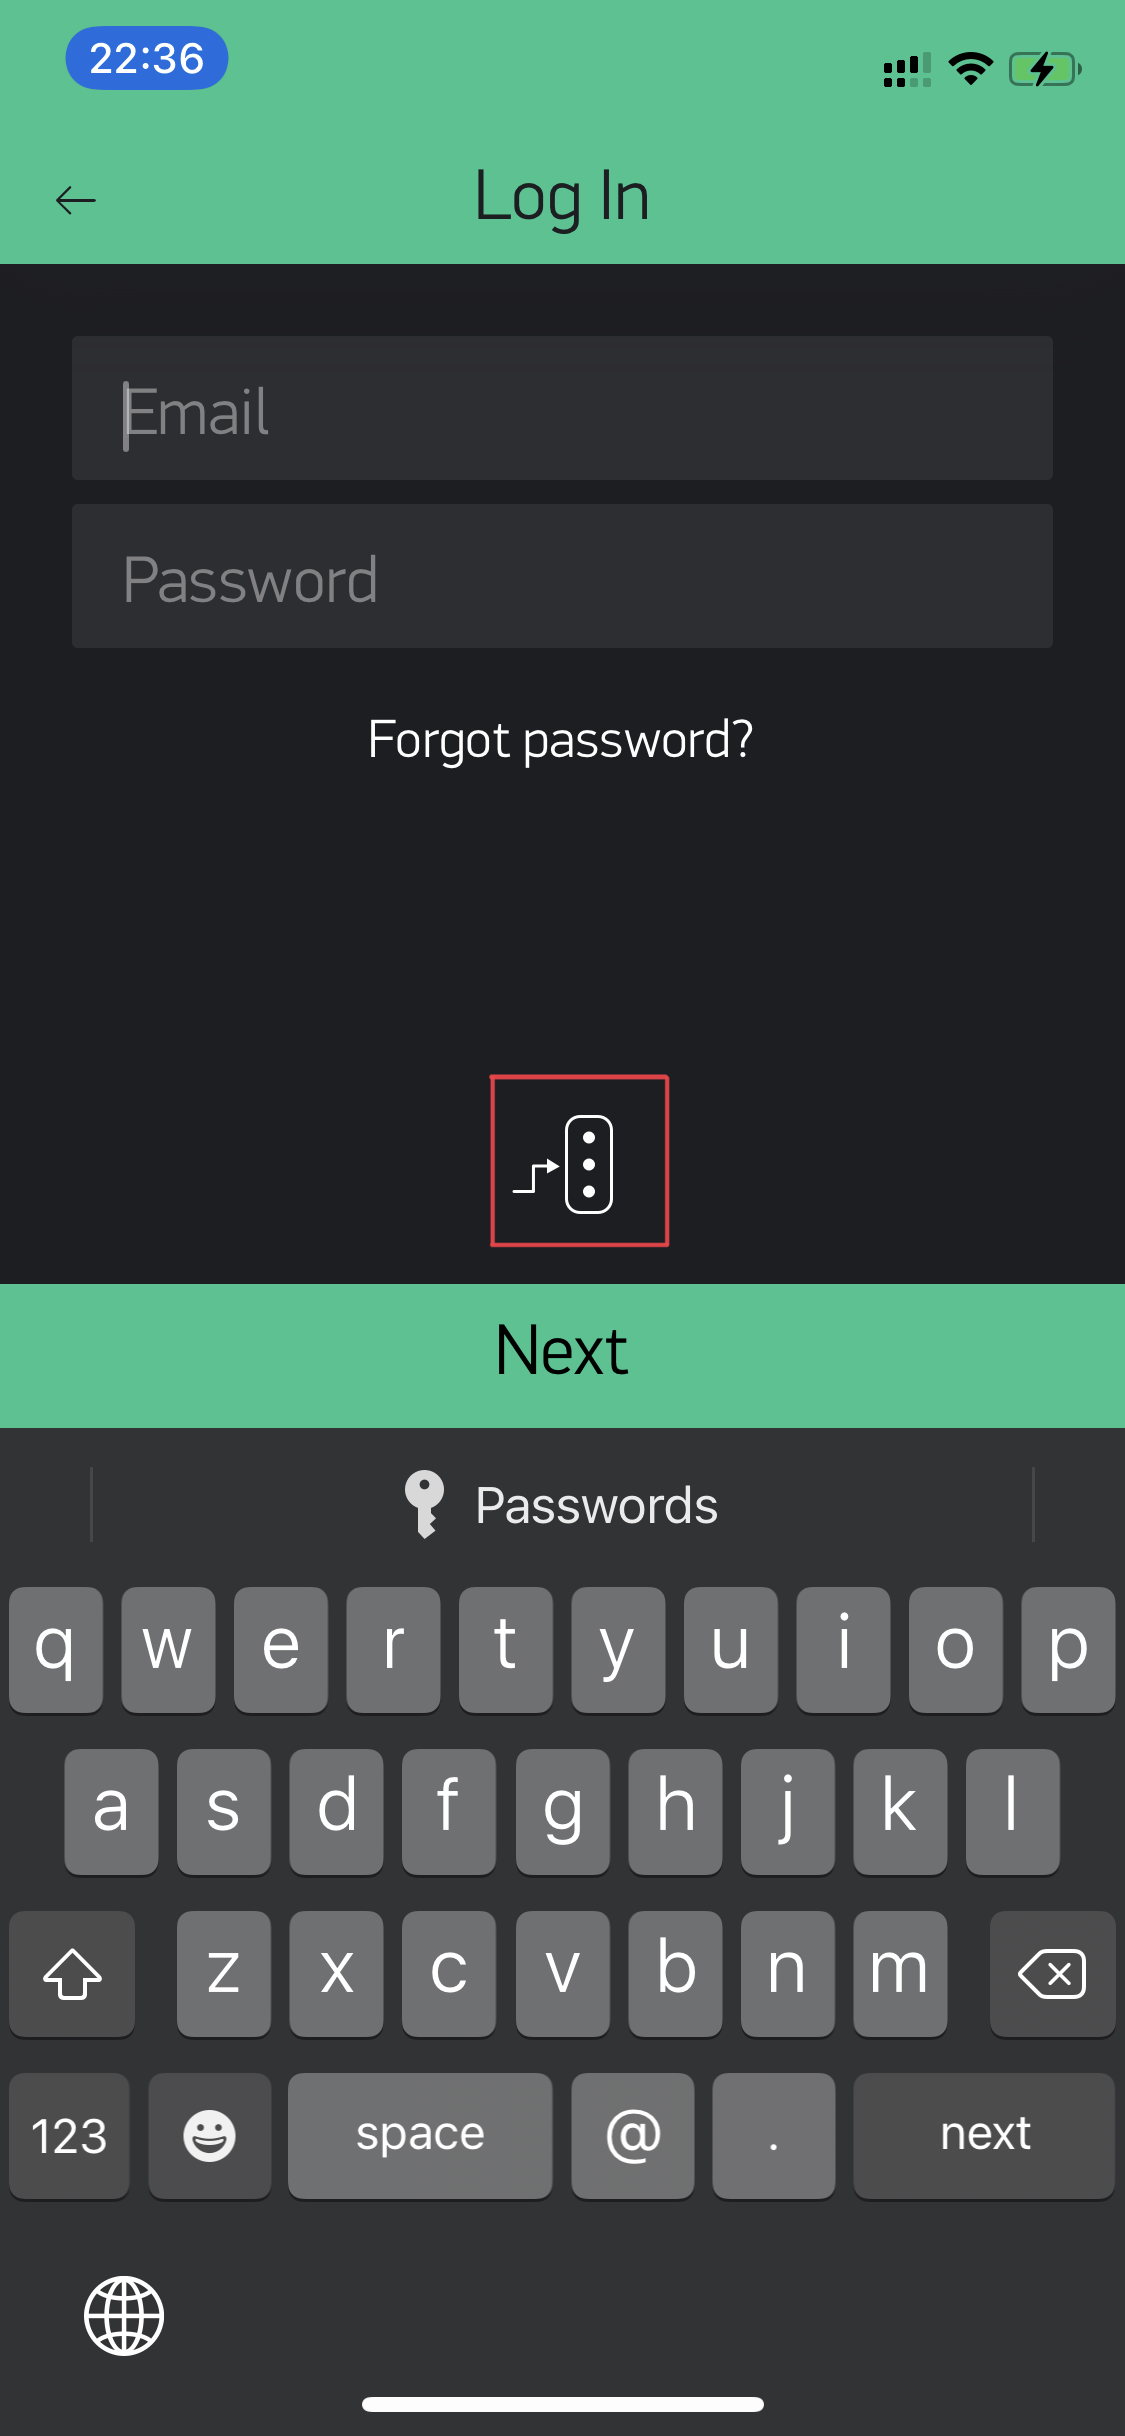 22:36
Log In
Email
Password
Forgot password?
Next
Passwords
q w e r t y u i o p
a s d f g h j k l
z x c v b n m
123 space @ . next